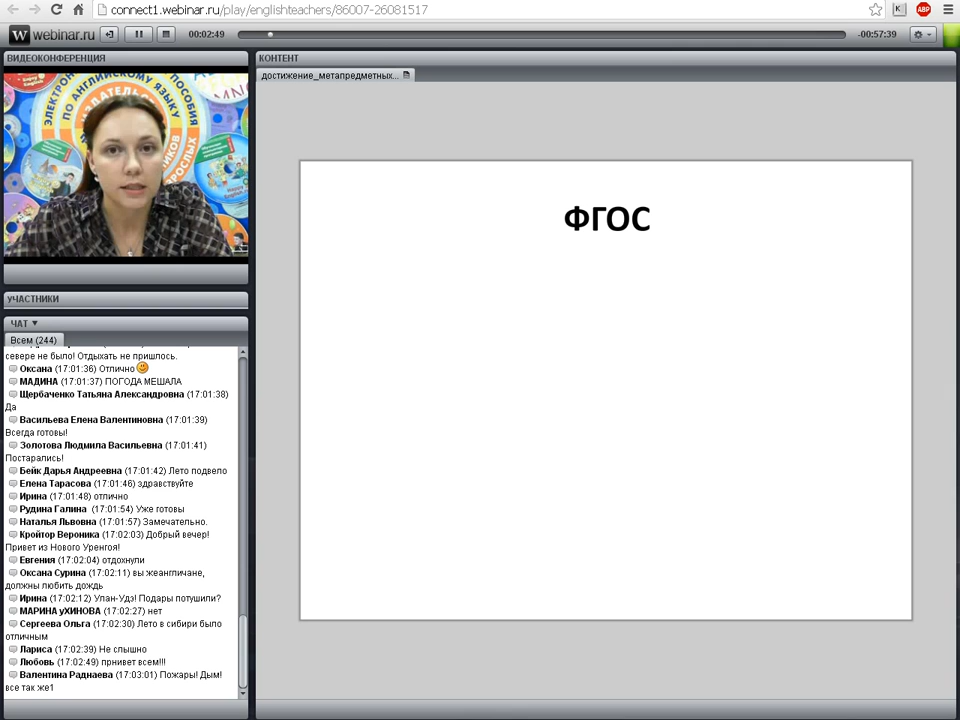 connect1.webinar.ru/play/englishteachers/86007-26081517
K ABP
W webinar.ru 00:02:49 -00:57:39
ВИДЕОКОНФЕРЕНЦИЯ
ЭЛЕКТРОННЫЕ ПОСОБИЯ
ПО АНГЛИЙСКОМУ ЯЗЫКУ
УЧАСТНИКИ
ЧАТ ▼
Всем (244)
севере не было! Отдыхать не пришлось.
Оксана (17:01:36) Отлично
МАДИНА (17:01:37) ПОГОДА МЕШАЛА
Щербаченко Татьяна Александровна (17:01:38)
Да
Васильева Елена Валентиновна (17:01:39)
Всегда готовы!
Золотова Людмила Васильевна (17:01:41)
Постарались!
Бейк Дарья Андреевна (17:01:42) Лето подвело
Елена Тарасова (17:01:46) здравствуйте
Ирина (17:01:48) отлично
Рудина Галина (17:01:54) Уже готовы
Наталья Львовна (17:01:57) Замечательно.
Кройтор Вероника (17:02:03) Добрый вечер!
Привет из Нового Уренгоя!
Евгения (17:02:04) отдохнули
Оксана Сурина (17:02:11) вы жеангличане,
должны любить дождь
Ирина (17:02:12) Улан-Удэ! Подары потушили?
МАРИНА уХИНОВА (17:02:27) нет
Сергеева Ольга (17:02:30) Лето в сибири было
отличным
Лариса (17:02:39) Не слышно
Любовь (17:02:49) прнивет всем!!!
Валентина Раднаева (17:03:01) Пожары! Дым!
все так же1
КОНТЕНТ
достижение_метапредметных...
ФГОС